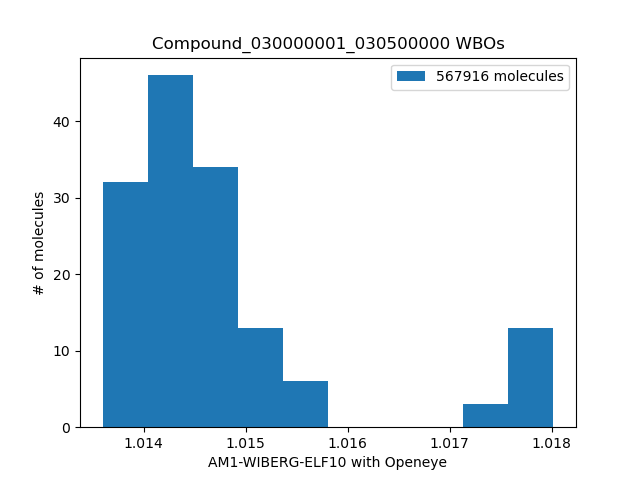 Compound_030000001_030500000 WBOs
567916 molecules
# of molecules
40
30
20
10
0
1.014 1.015 1.016 1.017 1.018
AM1-WIBERG-ELF10 with Openeye